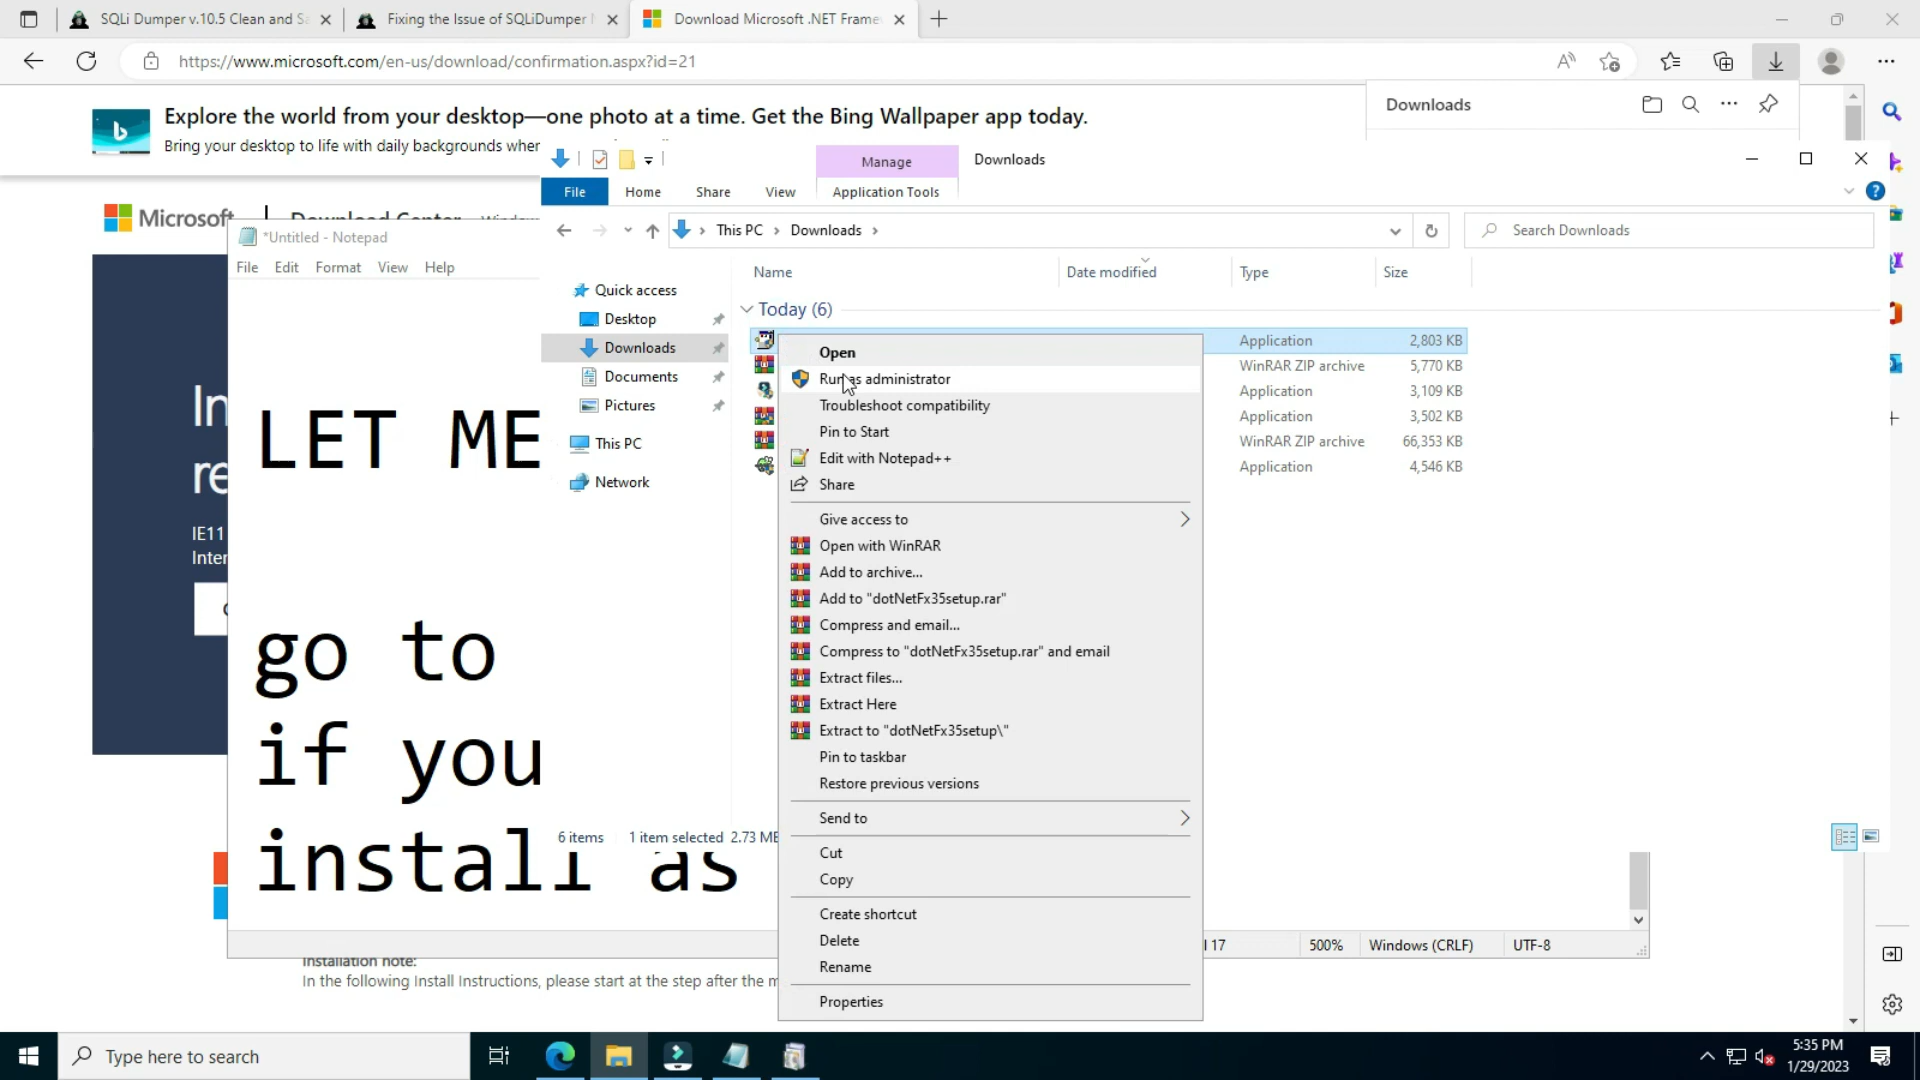 SQLi Dumper v.10.5 Clean and Sa
Fixing the Issue of SQLiDumper
Download Microsoft .NET Frame
https://www.microsoft.com/en-us/download/confirmation.aspx?id=21
Explore the world from your desktop—one photo at a time. Get the Bing Wallpaper app today.
Bring your desktop to life with daily backgrounds wher
Downloads
Manage
Downloads
File
Home
Share
View
Application Tools
Microsoft
Download Center
This PC
Downloads
Search Downloads
*Untitled - Notepad
File
Edit
Format
View
Help
Name
Date modified
Type
Size
Quick access
Desktop
Downloads
Documents
Pictures
This PC
Network
Today (6)
Application
2,803 KB
WinRAR ZIP archive
5,770 KB
Application
3,109 KB
Application
3,502 KB
WinRAR ZIP archive
66,353 KB
Application
4,546 KB
Open
Run as administrator
Troubleshoot compatibility
Pin to Start
Edit with Notepad++
Share
Give access to
Open with WinRAR
Add to archive...
Add to "dotNetFx35setup.rar"
Compress and email...
Compress to "dotNetFx35setup.rar" and email
Extract files...
Extract Here
Extract to "dotNetFx35setup\"
Pin to taskbar
Restore previous versions
Send to
Cut
Copy
Create shortcut
Delete
Rename
Properties
In
re
IE11
Inter
LET ME
go to
if you
install as
6 items
1 item selected 2.73 MB
l 17
500%
Windows (CRLF)
UTF-8
Installation note:
In the following Install Instructions, please start at the step after the m
Type here to search
5:35 PM
1/29/2023